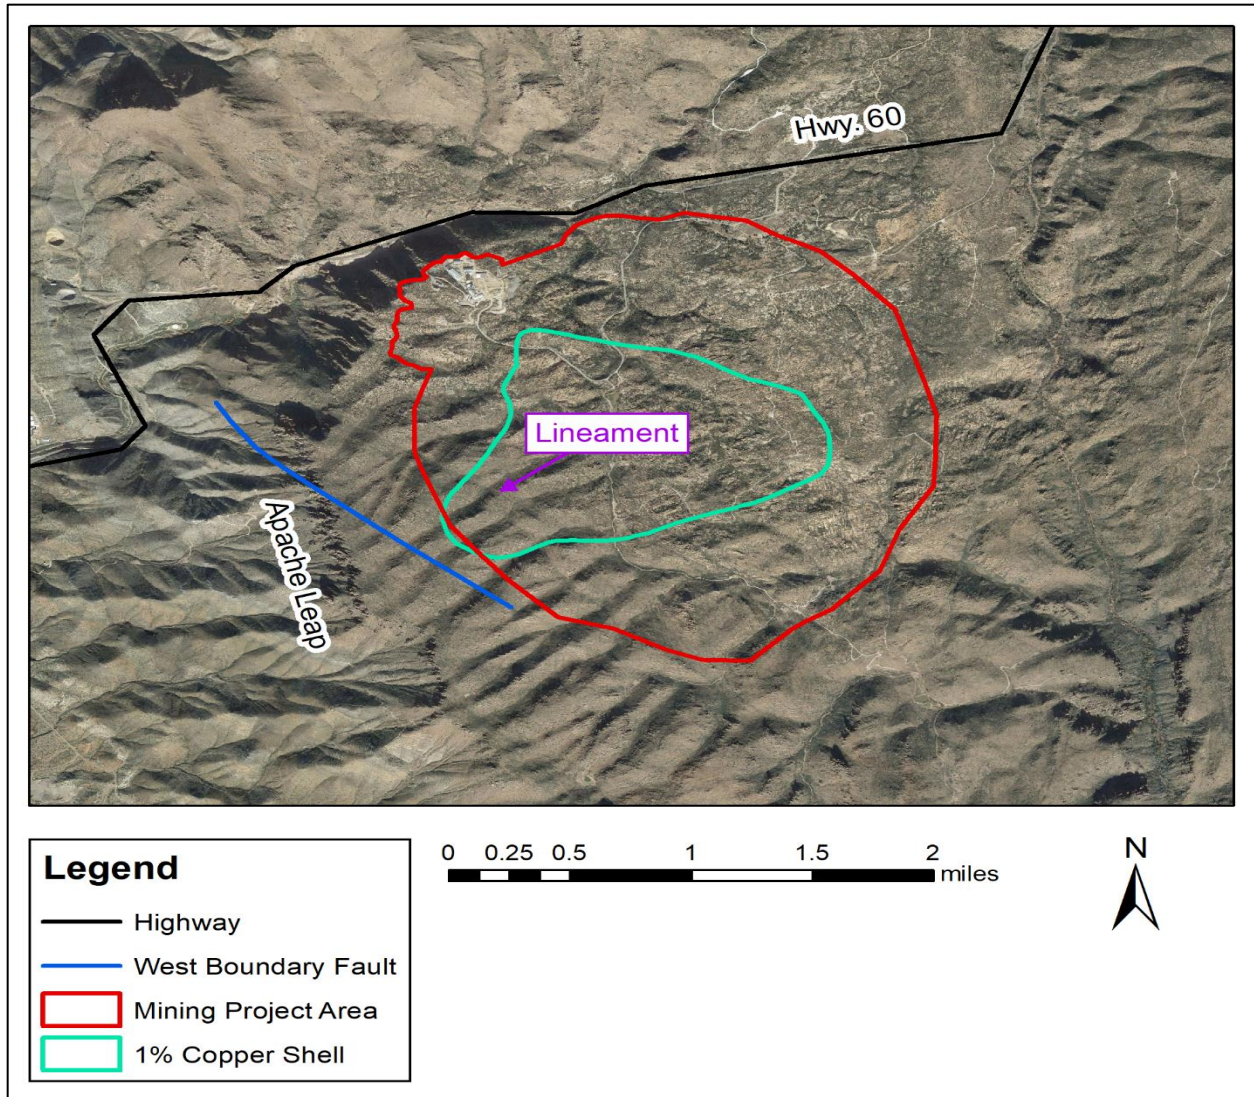 Hwy. 60
Lineament
Apache Leap
Legend
Highway
West Boundary Fault
Mining Project Area
1% Copper Shell
0 0.25 0.5 1 1.5 2
miles
N